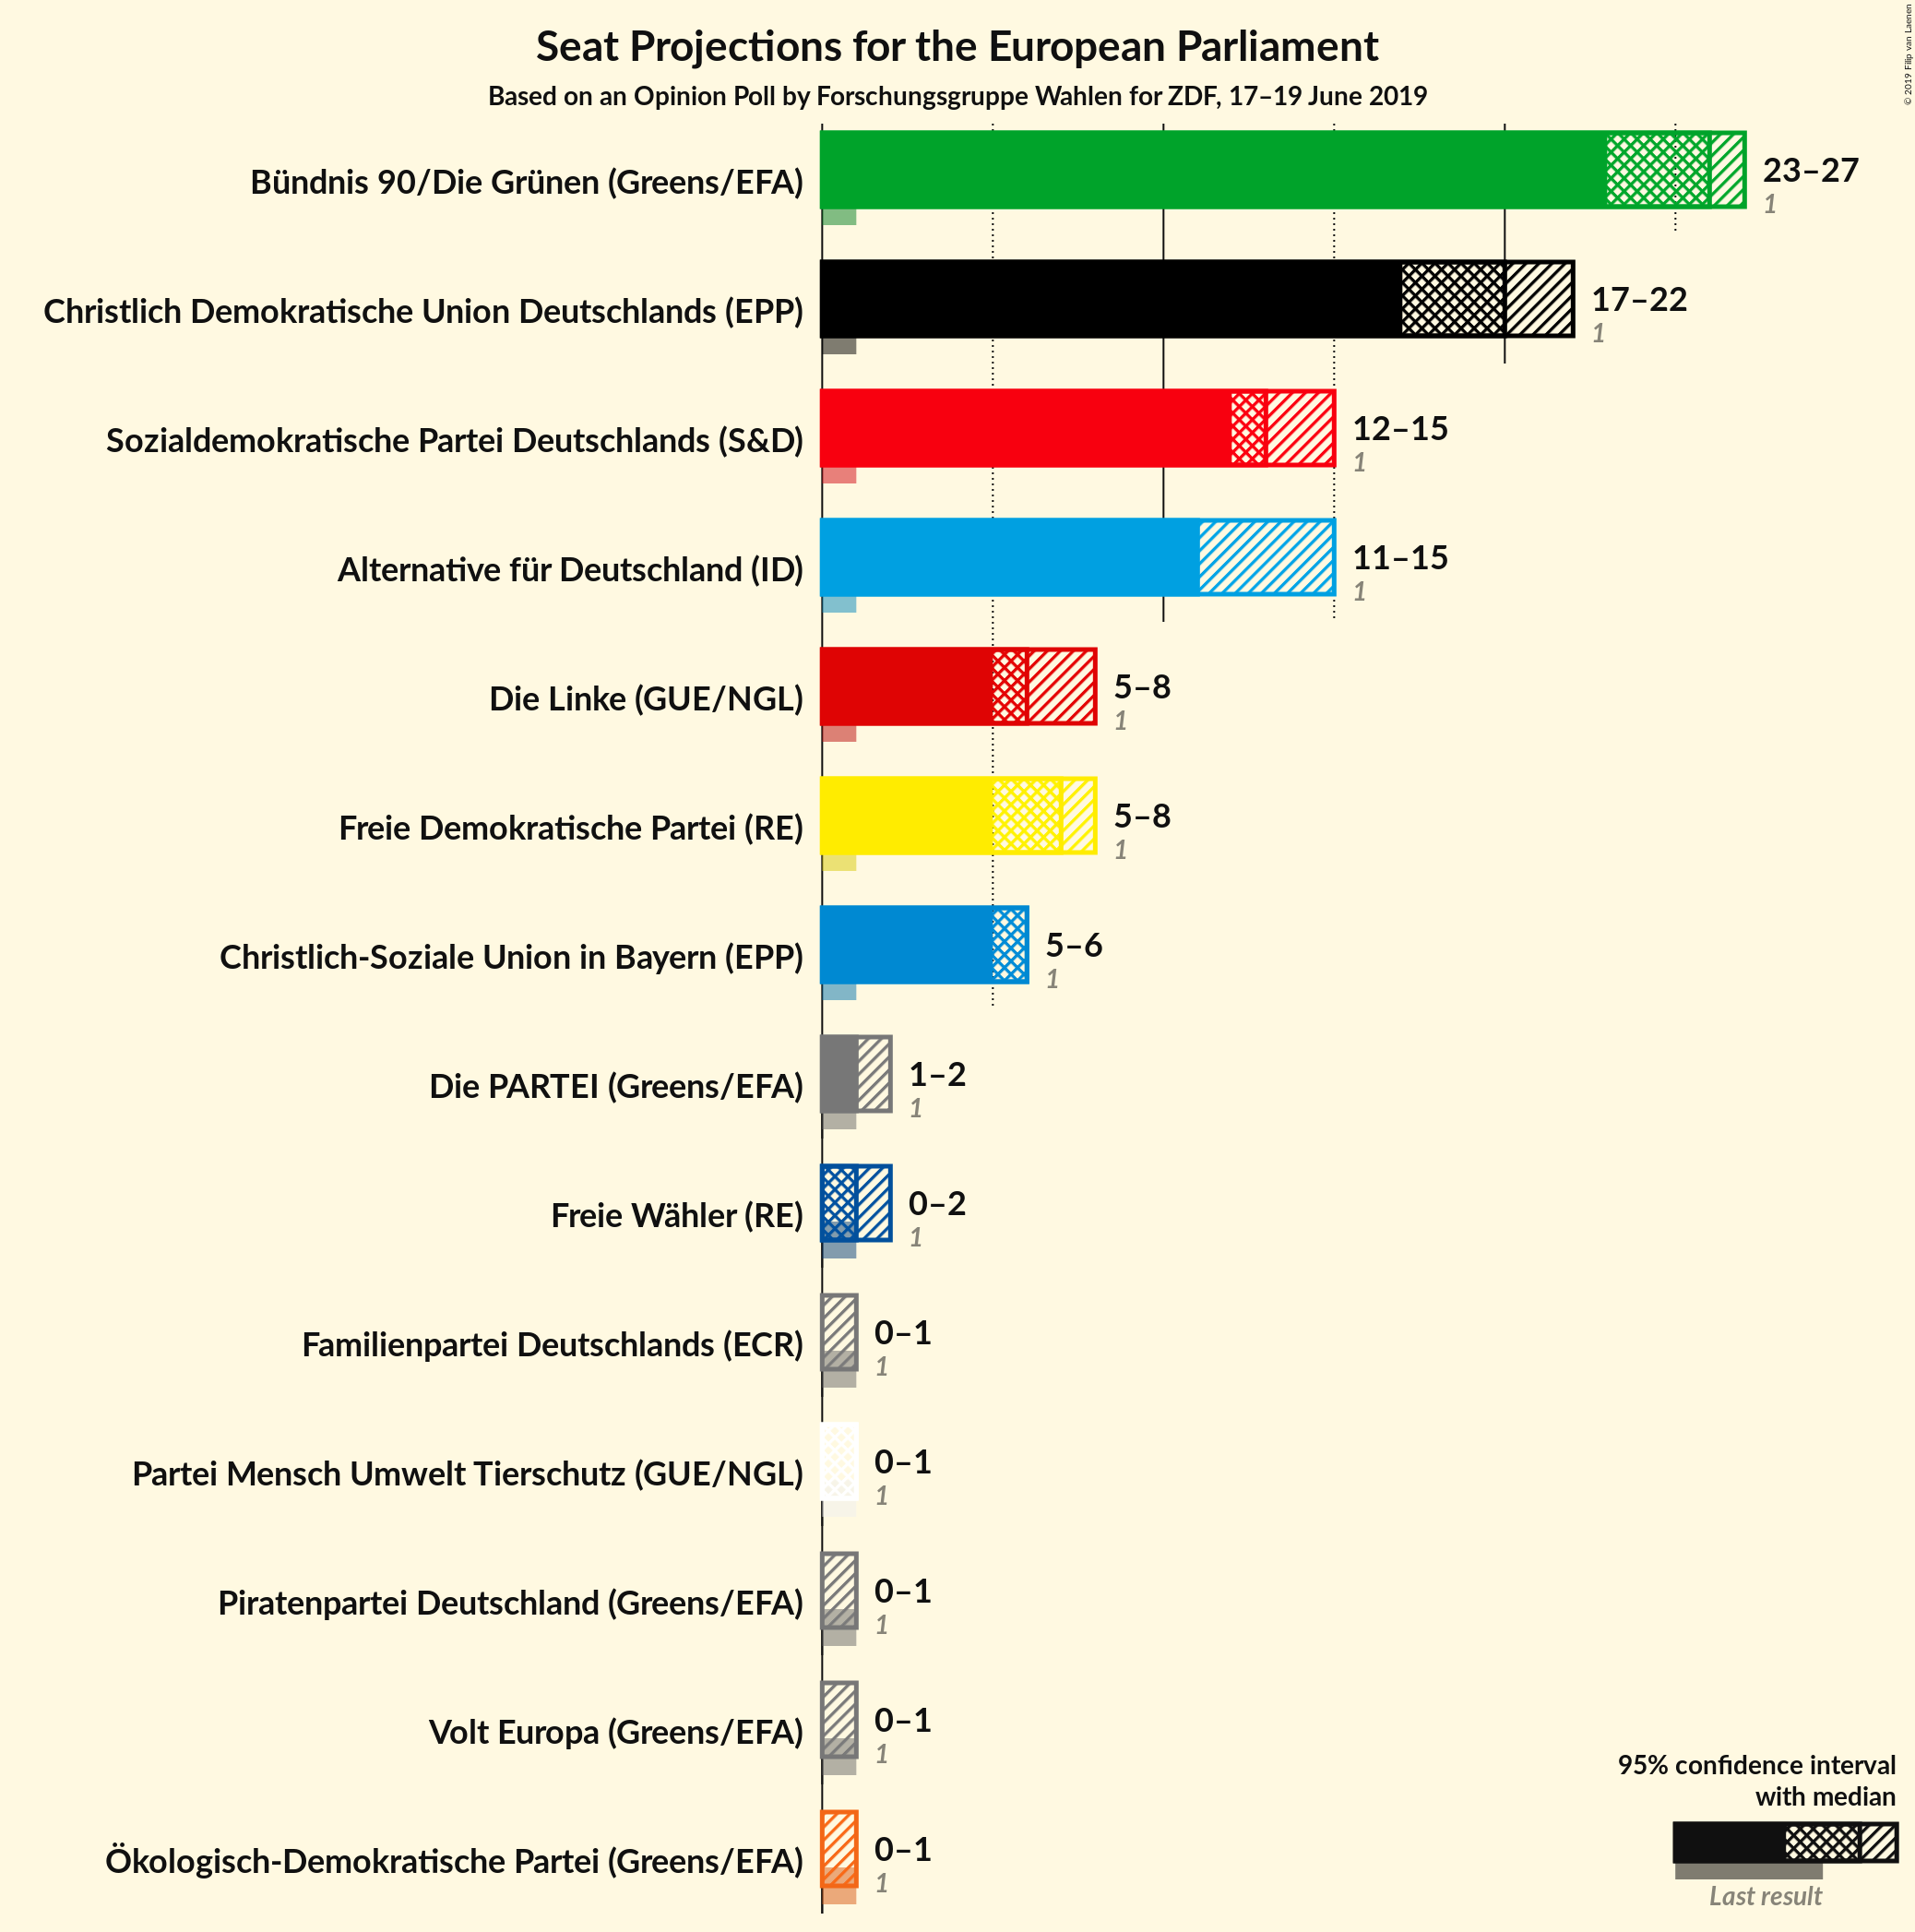 Seat Projections for the European Parliament
Based on an Opinion Poll by Forschungsgruppe Wahlen for ZDF, 17–19 June 2019
© 2019 Filip van Laenen
Bündnis 90/Die Grünen (Greens/EFA)
23–27
1
Christlich Demokratische Union Deutschlands (EPP)
17–22
1
Sozialdemokratische Partei Deutschlands (S&D)
12–15
1
Alternative für Deutschland (ID)
11–15
1
Die Linke (GUE/NGL)
5–8
1
Freie Demokratische Partei (RE)
5–8
1
Christlich-Soziale Union in Bayern (EPP)
5–6
1
Die PARTEI (Greens/EFA)
1–2
1
Freie Wähler (RE)
0–2
1
Familienpartei Deutschlands (ECR)
0–1
1
Partei Mensch Umwelt Tierschutz (GUE/NGL)
0–1
1
Piratenpartei Deutschland (Greens/EFA)
0–1
1
Volt Europa (Greens/EFA)
0–1
1
Ökologisch-Demokratische Partei (Greens/EFA)
0–1
1
95% confidence interval
with median
Last result